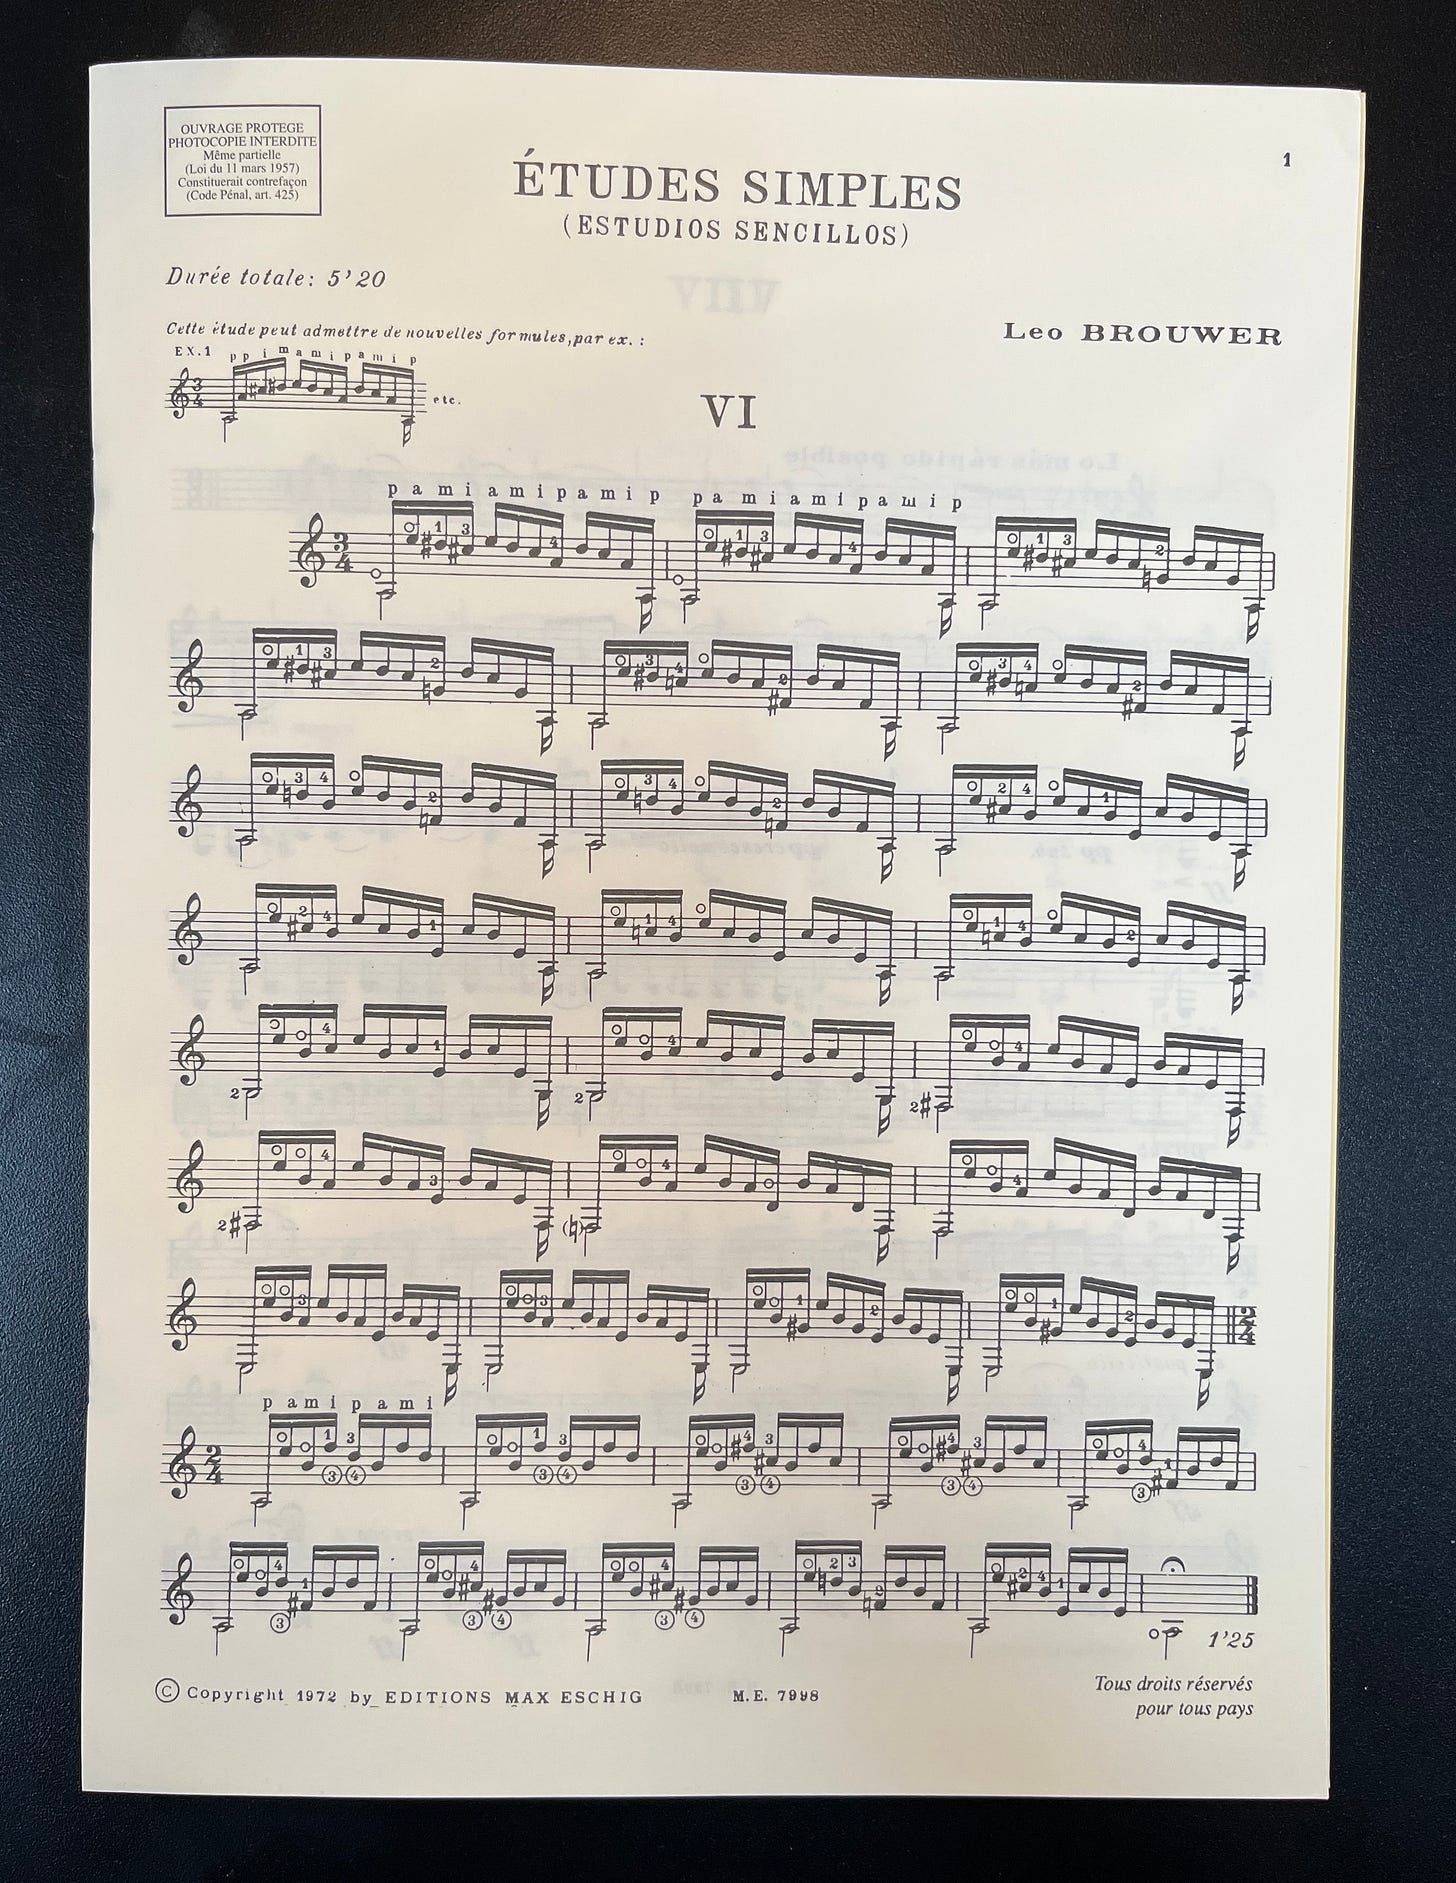 OUVRAGE PROTEGE
PHOTOCOPIE INTERDITE
Même partielle
(Loi du 11 mars 1957)
Constituerait contrefaçon
(Code Pénal, art. 425)
1
ÉTUDES SIMPLES
(ESTUDIOS SENCILLOS)
Durée totale: 5'20
Cette étude peut admettre de nouvelles formules, par ex. :
Leo BROUWER
EX.1 p p i m a m i p a m i p
etc.
VI
p a m i a m i p a m i p p a m i a m i p a m i p
p a m i p a m i
1'25
© Copyright 1972 by EDITIONS MAX ESCHIG
M.E. 7998
Tous droits réservés
pour tous pays